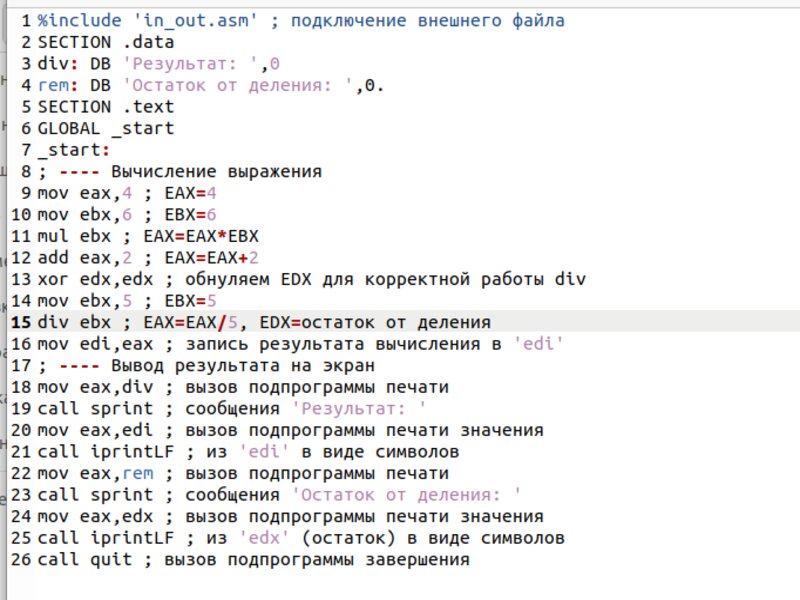 1 %include 'in_out.asm' ; подключение внешнего файла
2 SECTION .data
3 div: DB 'Результат: ',0
4 rem: DB 'Остаток от деления: ',0.
5 SECTION .text
6 GLOBAL _start
7 _start:
8 ; ---- Вычисление выражения
9 mov eax,4 ; EAX=4
10 mov ebx,6 ; EBX=6
11 mul ebx ; EAX=EAX*EBX
12 add eax,2 ; EAX=EAX+2
13 xor edx,edx ; обнуляем EDX для корректной работы div
14 mov ebx,5 ; EBX=5
15 div ebx ; EAX=EAX/5, EDX=остаток от деления
16 mov edi,eax ; запись результата вычисления в 'edi'
17 ; ---- Вывод результата на экран
18 mov eax,div ; вызов подпрограммы печати
19 call sprint ; сообщения 'Результат: '
20 mov eax,edi ; вызов подпрограммы печати значения
21 call iprintLF ; из 'edi' в виде символов
22 mov eax,rem ; вызов подпрограммы печати
23 call sprint ; сообщения 'Остаток от деления: '
24 mov eax,edx ; вызов подпрограммы печати значения
25 call iprintLF ; из 'edx' (остаток) в виде символов
26 call quit ; вызов подпрограммы завершения